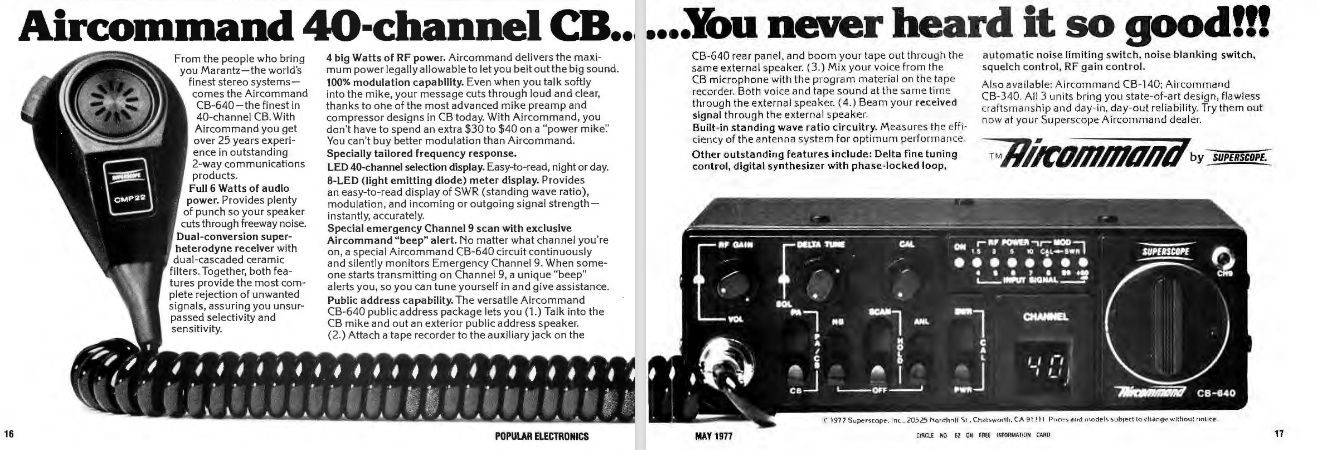 Aircommand 40-channel CB...
....You never heard it so good!!!
From the people who bring
you Marantz—the world's
finest stereo systems—
comes the Aircommand
CB-640—the finest in
40-channel CB. With
Aircommand you get
over 25 years experi-
ence in outstanding
2-way communications
products.
Full 6 Watts of audio
power. Provides plenty
of punch so your speaker
cuts through freeway noise.
Dual-conversion super-
heterodyne receiver with
dual-cascaded ceramic
filters. Together, both fea-
tures provide the most com-
plete rejection of unwanted
signals, assuring you unsur-
passed selectivity and
sensitivity.
4 big Watts of RF power. Aircommand delivers the maxi-
mum power legally allowable to let you belt out the big sound.
100% modulation capability. Even when you talk softly
into the mike, your message cuts through loud and clear,
thanks to one of the most advanced mike preamp and
compressor designs in CB today. With Aircommand, you
don't have to spend an extra $30 to $40 on a "power mike."
You can't buy better modulation than Aircommand.
Specially tailored frequency response.
LED 40-channel selection display. Easy-to-read, night or day.
8-LED (light emitting diode) meter display. Provides
an easy-to-read display of SWR (standing wave ratio),
modulation, and incoming or outgoing signal strength—
instantly, accurately.
Special emergency Channel 9 scan with exclusive
Aircommand "beep" alert. No matter what channel you're
on, a special Aircommand CB-640 circuit continuously
and silently monitors Emergency Channel 9. When some-
one starts transmitting on Channel 9, a unique "beep"
alerts you, so you can tune yourself in and give assistance.
Public address capability. The versatile Aircommand
CB-640 public address package lets you (1.) Talk into the
CB mike and out an exterior public address speaker.
(2.) Attach a tape recorder to the auxiliary jack on the
CB-640 rear panel, and boom your tape out through the
same external speaker. (3.) Mix your voice from the
CB microphone with the program material on the tape
recorder. Both voice and tape sound at the same time
through the external speaker. (4.) Beam your received
signal through the external speaker.
Built-in standing wave ratio circuitry. Measures the effi-
ciency of the antenna system for optimum performance.
Other outstanding features include: Delta fine tuning
control, digital synthesizer with phase-locked loop,
automatic noise limiting switch, noise blanking switch,
squelch control, RF gain control.
Also available: Aircommand CB-140; Aircommand
CB-340. All 3 units bring you state-of-art design, flawless
craftsmanship and day-in, day-out reliability. Try them out
now at your Superscope Aircommand dealer.
TM Aircommand by SUPERSCOPE.
SUPERSCOPE
CMP22
RF GAIN
VOL
DELTA TUNE
SQL
CAL
ON RF POWER MOD
1.5 3 5 10 CAL SWR
INPUT SIGNAL
SUPERSCOPE
CH9
PA NB SCAN ANL SWR
PA/CB HOLD CAL
CB OFF PWR
CHANNEL
40
Aircommand CB-640
© 1977 Superscope, Inc., 20525 Nordhoff St., Chatsworth, CA 91311. Prices and models subject to change without notice.
16
POPULAR ELECTRONICS
MAY 1977
CIRCLE NO. 62 ON FREE INFORMATION CARD
17